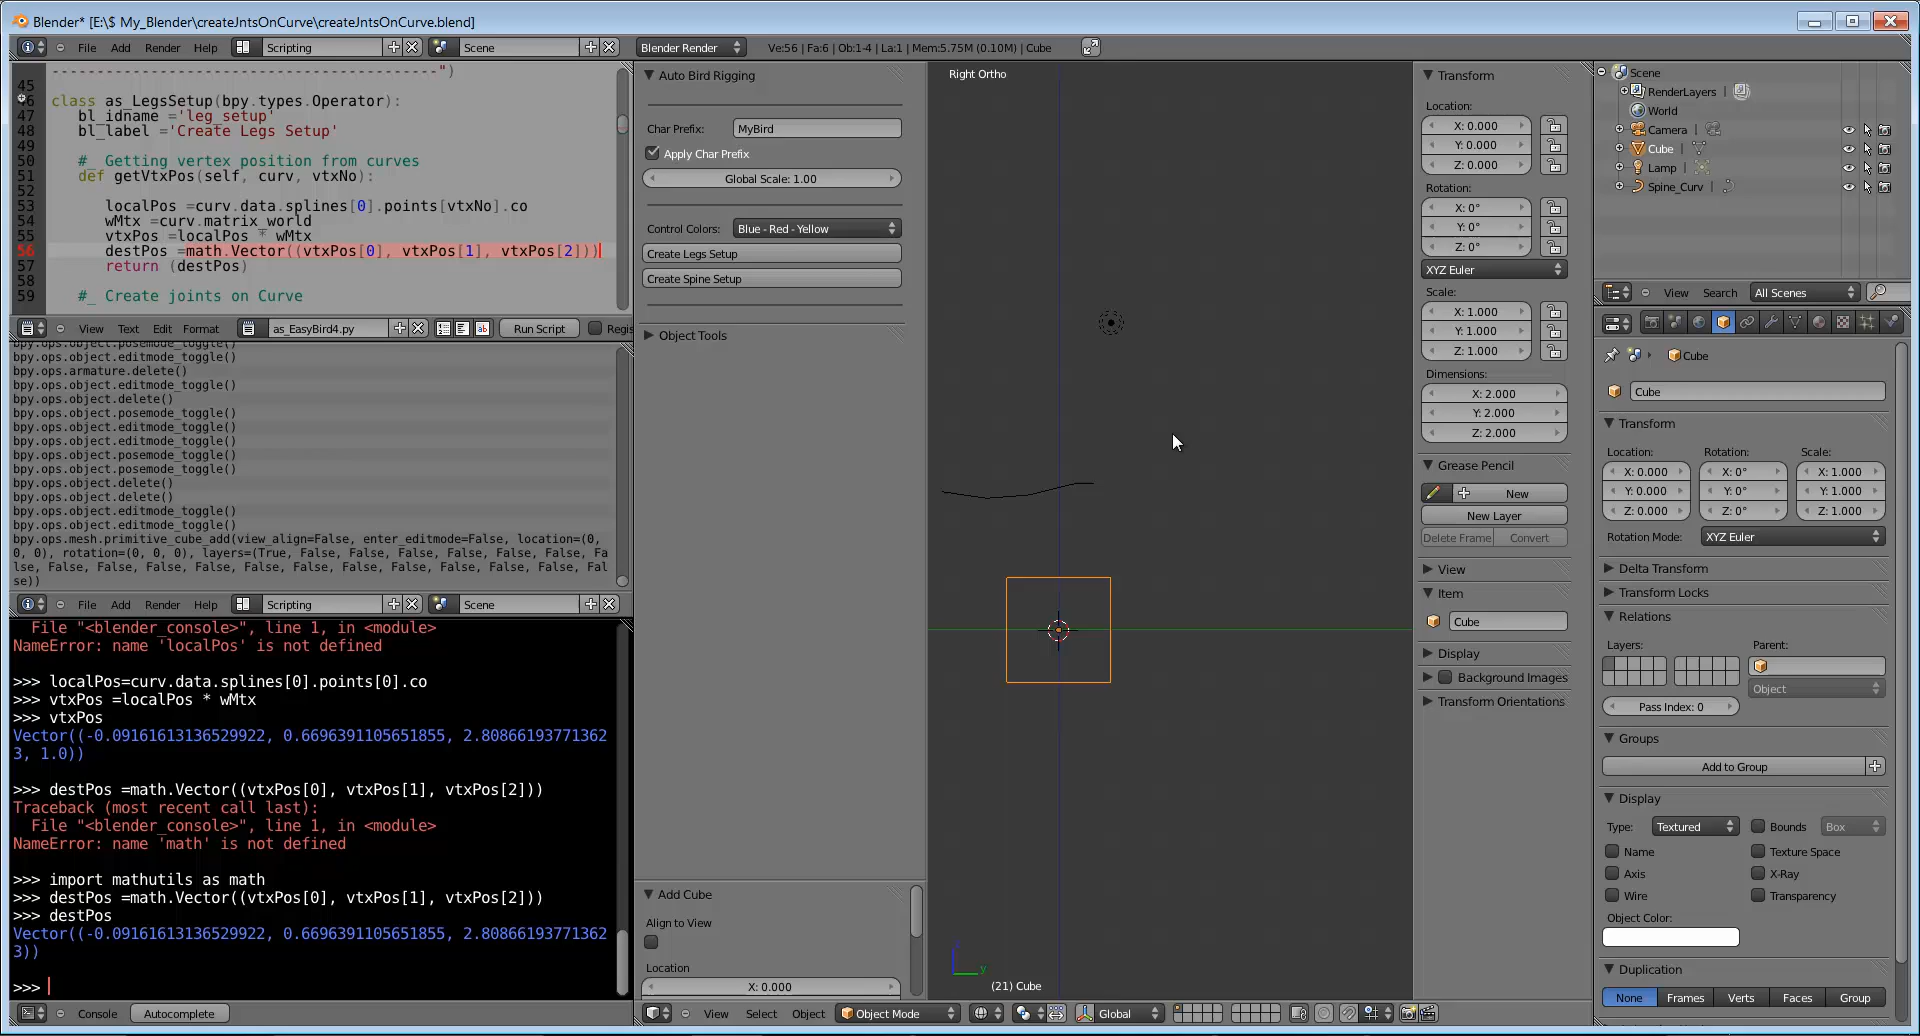 Blender* [E:\$ My_Blender\createJntsOnCurve\createJntsOnCurve.blend]
File Add Render Help Scripting Scene Blender Render Ve:56 | Fa:6 | Ob:1-4 | La:1 | Mem:5.75M (0.10M) | Cube
-------------------------------------------")
45
46 class as_LegsSetup(bpy.types.Operator):
47 bl_idname ='leg_setup'
48 bl_label ='Create Legs Setup'
49
50 #_ Getting vertex position from curves
51 def getVtxPos(self, curv, vtxNo):
52
53 localPos =curv.data.splines[0].points[vtxNo].co
54 wMtx =curv.matrix_world
55 vtxPos =localPos * wMtx
56 destPos =math.Vector((vtxPos[0], vtxPos[1], vtxPos[2]))
57 return (destPos)
58
59 #_ Create joints on Curve
View Text Edit Format as_EasyBird4.py Run Script Regis
bpy.ops.object.posemode_toggle()
bpy.ops.object.editmode_toggle()
bpy.ops.armature.delete()
bpy.ops.object.editmode_toggle()
bpy.ops.object.delete()
bpy.ops.object.posemode_toggle()
bpy.ops.object.editmode_toggle()
bpy.ops.object.editmode_toggle()
bpy.ops.object.posemode_toggle()
bpy.ops.object.posemode_toggle()
bpy.ops.object.delete()
bpy.ops.object.delete()
bpy.ops.object.editmode_toggle()
bpy.ops.object.editmode_toggle()
bpy.ops.mesh.primitive_cube_add(view_align=False, enter_editmode=False, location=(0,
0, 0), rotation=(0, 0, 0), layers=(True, False, False, False, False, False, False, Fa
lse, False, False, False, False, False, False, False, False, False, False, False, Fal
se))
File Add Render Help Scripting Scene
File "<blender_console>", line 1, in <module>
NameError: name 'localPos' is not defined
>>> localPos=curv.data.splines[0].points[0].co
>>> vtxPos =localPos * wMtx
>>> vtxPos
Vector((-0.09161613136529922, 0.6696391105651855, 2.80866193771362
3, 1.0))
>>> destPos =math.Vector((vtxPos[0], vtxPos[1], vtxPos[2]))
Traceback (most recent call last):
File "<blender_console>", line 1, in <module>
NameError: name 'math' is not defined
>>> import mathutils as math
>>> destPos =math.Vector((vtxPos[0], vtxPos[1], vtxPos[2]))
>>> destPos
Vector((-0.09161613136529922, 0.6696391105651855, 2.80866193771362
3))
>>>
Console Autocomplete
Auto Bird Rigging
Char Prefix: MyBird
Apply Char Prefix
Global Scale: 1.00
Control Colors: Blue - Red - Yellow
Create Legs Setup
Create Spine Setup
Object Tools
Add Cube
Align to View
Location
X: 0.000
Right Ortho
y
(21) Cube
View Select Object Object Mode Global
Transform
Location:
X: 0.000
Y: 0.000
Z: 0.000
Rotation:
X: 0°
Y: 0°
Z: 0°
XYZ Euler
Scale:
X: 1.000
Y: 1.000
Z: 1.000
Dimensions:
X: 2.000
Y: 2.000
Z: 2.000
Grease Pencil
New
New Layer
Delete Frame Convert
View
Item
Cube
Display
Background Images
Transform Orientations
Scene
RenderLayers
World
Camera
Cube
Lamp
Spine_Curv
View Search All Scenes
Cube
Cube
Transform
Location: Rotation: Scale:
X: 0.000 X: 0° X: 1.000
Y: 0.000 Y: 0° Y: 1.000
Z: 0.000 Z: 0° Z: 1.000
Rotation Mode: XYZ Euler
Delta Transform
Transform Locks
Relations
Layers: Parent:
Object
Pass Index: 0
Groups
Add to Group
Display
Type: Textured Bounds Box
Name Texture Space
Axis X-Ray
Wire Transparency
Object Color:
Duplication
None Frames Verts Faces Group